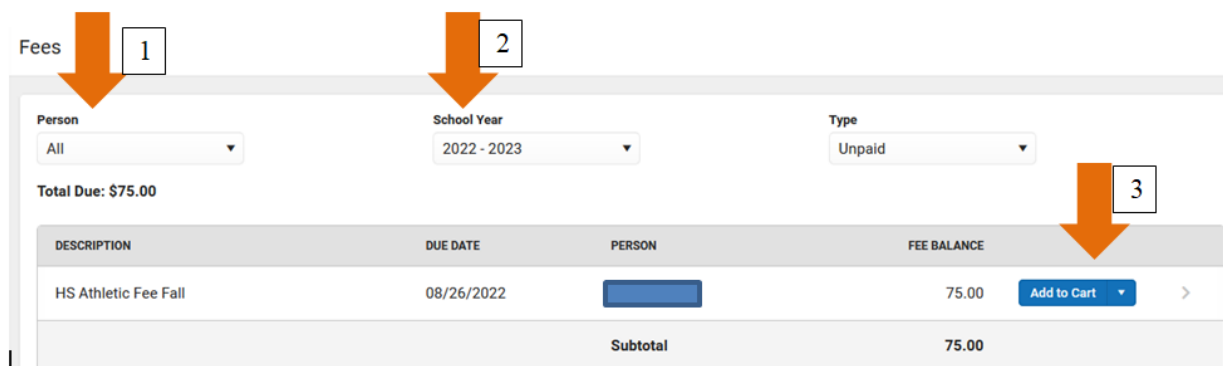 Fees 1 2
Person School Year Type
All 2022 - 2023 Unpaid
Total Due: $75.00
3
DESCRIPTION DUE DATE PERSON FEE BALANCE
HS Athletic Fee Fall 08/26/2022 75.00 Add to Cart
Subtotal 75.00